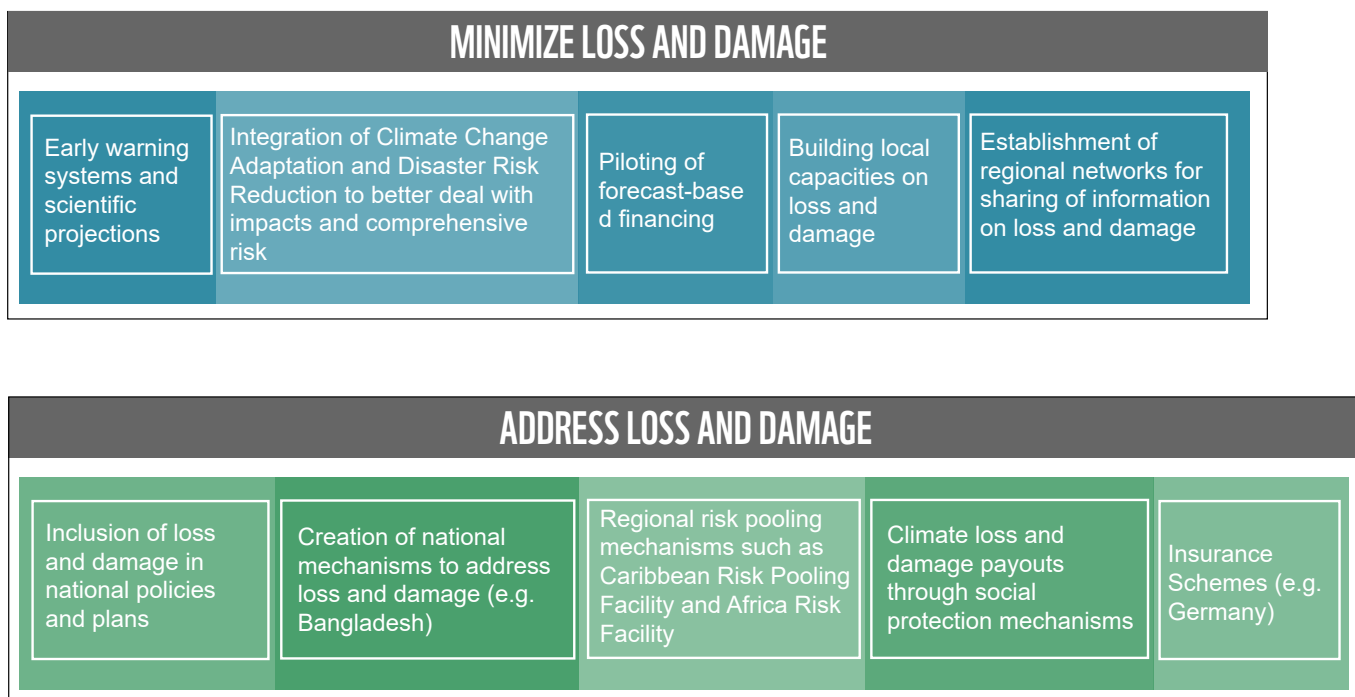 MINIMIZE LOSS AND DAMAGE
Early warning
systems and
scientific
projections
Integration of Climate Change
Adaptation and Disaster Risk
Reduction to better deal with
impacts and comprehensive
risk
Piloting of
forecast-base
d financing
Building local
capacities on
loss and
damage
Establishment of
regional networks for
sharing of information
on loss and damage
ADDRESS LOSS AND DAMAGE
Inclusion of loss
and damage in
national policies
and plans
Creation of national
mechanisms to address
loss and damage (e.g.
Bangladesh)
Regional risk pooling
mechanisms such as
Caribbean Risk Pooling
Facility and Africa Risk
Facility
Climate loss and
damage payouts
through social
protection mechanisms
Insurance
Schemes (e.g.
Germany)